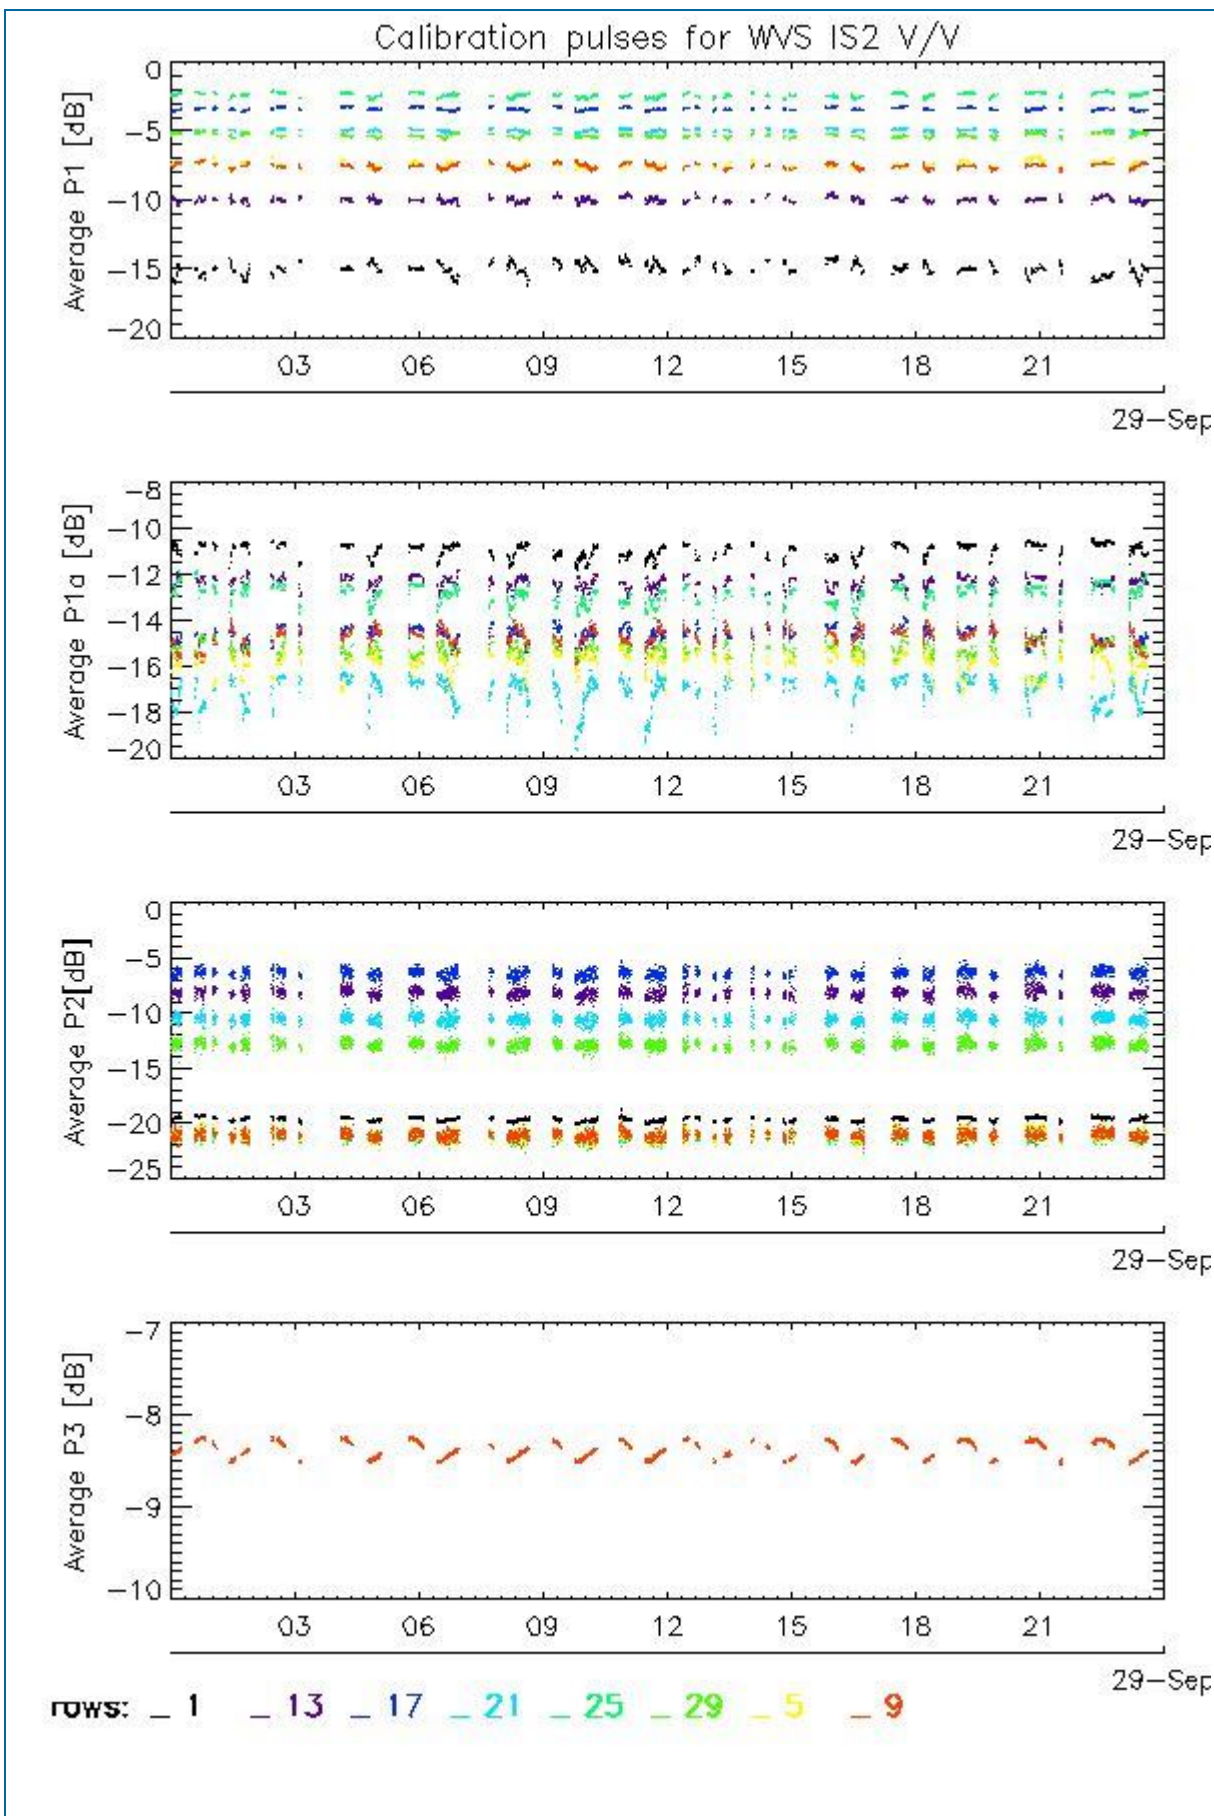 Calibration pulses for WVS IS2 V/V
Average P1 [dB]
0
-5
-10
-15
-20
03 06 09 12 15 18 21
29-Sep
Average P1a [dB]
-8
-10
-12
-14
-16
-18
-20
03 06 09 12 15 18 21
29-Sep
Average P2[dB]
0
-5
-10
-15
-20
-25
03 06 09 12 15 18 21
29-Sep
Average P3 [dB]
-7
-8
-9
-10
03 06 09 12 15 18 21
29-Sep
rows: _ 1 _ 13 _ 17 _ 21 _ 25 _ 29 _ 5 _ 9